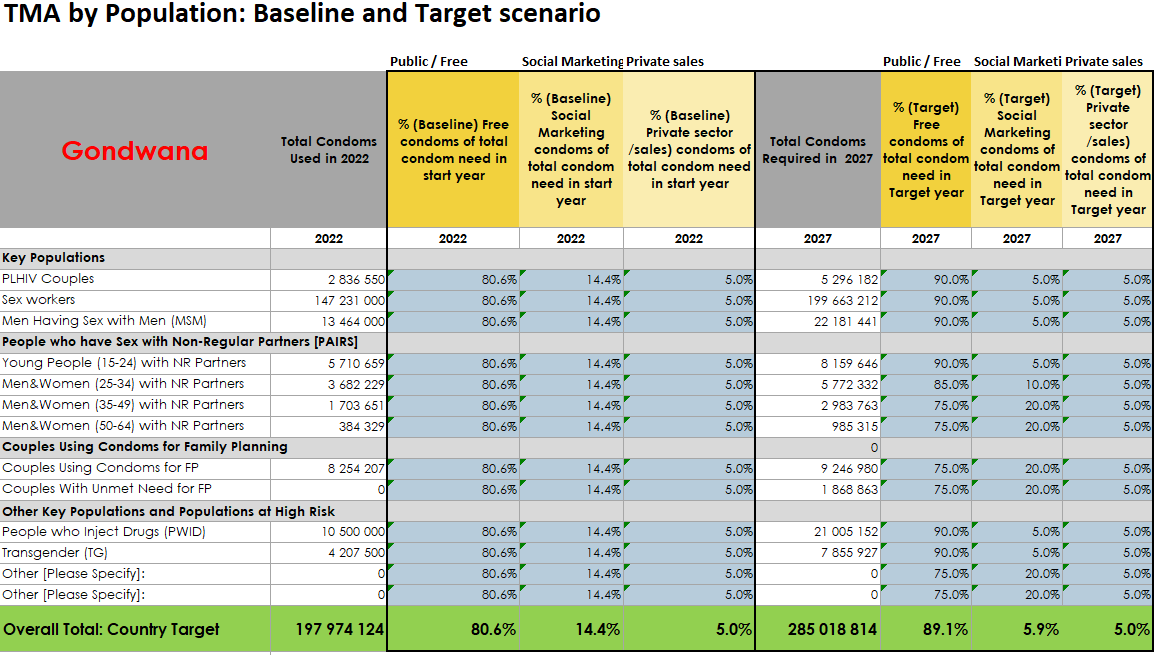 TMA by Population: Baseline and Target scenario
Public / Free Social Marketing Private sales Public / Free Social Marketi Private sales
Gondwana
Total Condoms
Used in 2022
% (Baseline) Free
condoms of total
condom need in
start year
% (Baseline)
Social
Marketing
condoms of
total condom
need in start
year
% (Baseline)
Private sector
/sales) condoms of
total condom need
in start year
Total Condoms
Required in 2027
% (Target)
Free
condoms of
total condom
need in
Target year
% (Target)
Social
Marketing
condoms of
total condom
need in
Target year
% (Target)
Private
sector
/sales)
condoms of
total condom
need in
Target year
2022 2022 2022 2022 2027 2027 2027 2027
Key Populations
PLHIV Couples 2 836 550 80.6% 14.4% 5.0% 5 296 182 90.0% 5.0% 5.0%
Sex workers 147 231 000 80.6% 14.4% 5.0% 199 663 212 90.0% 5.0% 5.0%
Men Having Sex with Men (MSM) 13 464 000 80.6% 14.4% 5.0% 22 181 441 90.0% 5.0% 5.0%
People who have Sex with Non-Regular Partners [PAIRS]
Young People (15-24) with NR Partners 5 710 659 80.6% 14.4% 5.0% 8 159 646 90.0% 5.0% 5.0%
Men&Women (25-34) with NR Partners 3 682 229 80.6% 14.4% 5.0% 5 772 332 85.0% 10.0% 5.0%
Men&Women (35-49) with NR Partners 1 703 651 80.6% 14.4% 5.0% 2 983 763 75.0% 20.0% 5.0%
Men&Women (50-64) with NR Partners 384 329 80.6% 14.4% 5.0% 985 315 75.0% 20.0% 5.0%
Couples Using Condoms for Family Planning 0
Couples Using Condoms for FP 8 254 207 80.6% 14.4% 5.0% 9 246 980 75.0% 20.0% 5.0%
Couples With Unmet Need for FP 0 80.6% 14.4% 5.0% 1 868 863 75.0% 20.0% 5.0%
Other Key Populations and Populations at High Risk
People who Inject Drugs (PWID) 10 500 000 80.6% 14.4% 5.0% 21 005 152 90.0% 5.0% 5.0%
Transgender (TG) 4 207 500 80.6% 14.4% 5.0% 7 855 927 90.0% 5.0% 5.0%
Other [Please Specify]: 0 80.6% 14.4% 5.0% 0 75.0% 20.0% 5.0%
Other [Please Specify]: 0 80.6% 14.4% 5.0% 0 75.0% 20.0% 5.0%
Overall Total: Country Target 197 974 124 80.6% 14.4% 5.0% 285 018 814 89.1% 5.9% 5.0%